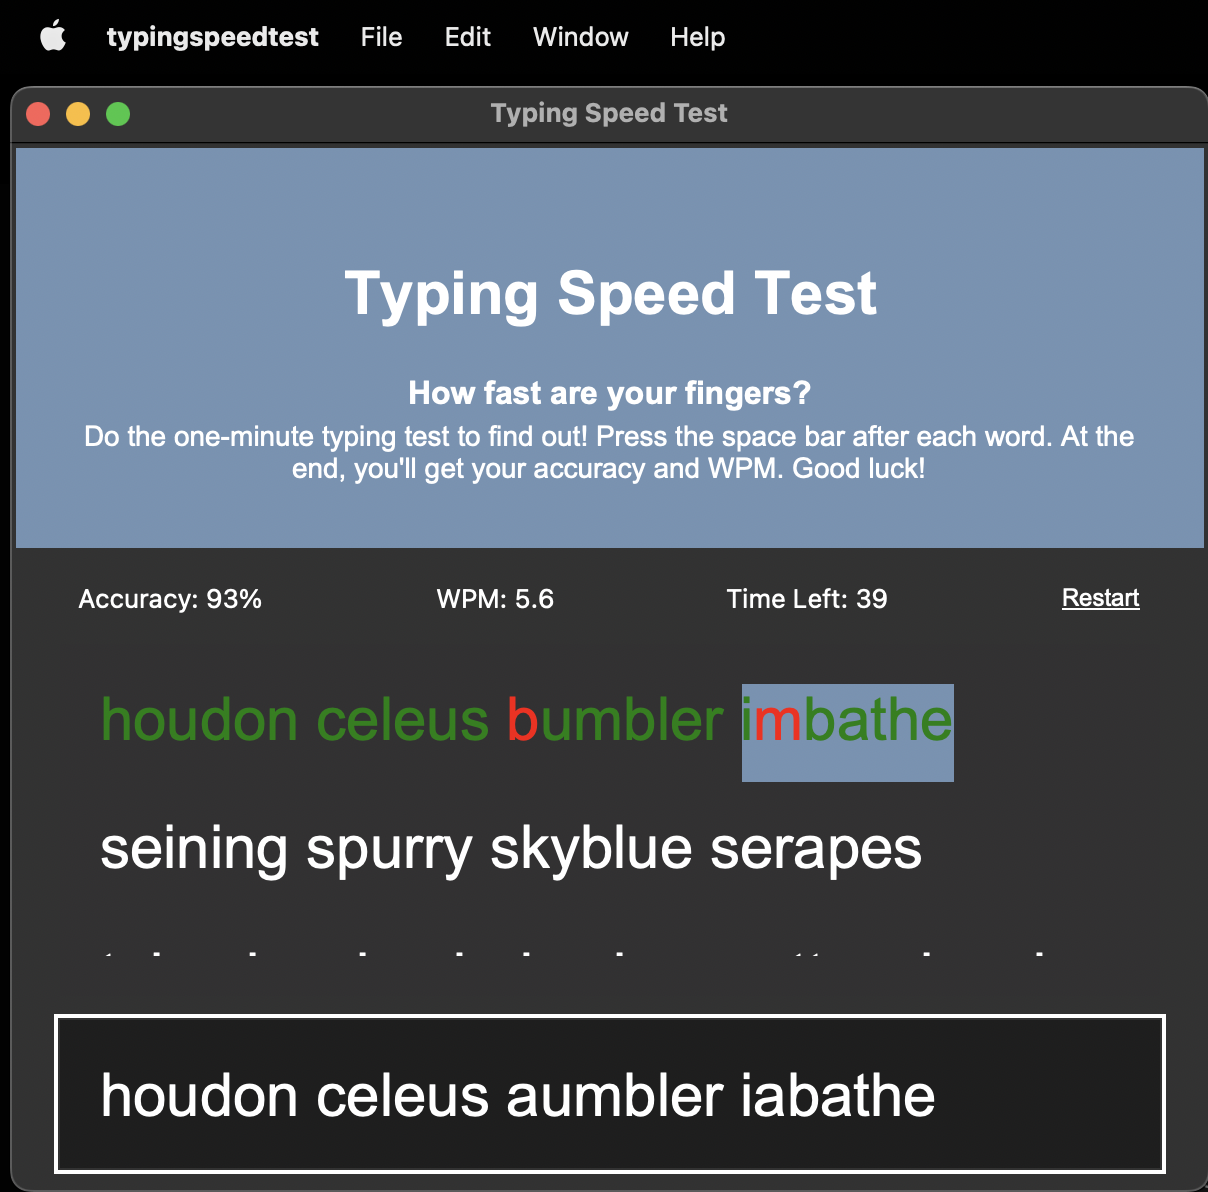 typingspeedtest File Edit Window Help
Typing Speed Test
Typing Speed Test
How fast are your fingers?
Do the one-minute typing test to find out! Press the space bar after each word. At the
end, you'll get your accuracy and WPM. Good luck!
Accuracy: 93% WPM: 5.6 Time Left: 39 Restart
houdon celeus bumbler imbathe
seining spurry skyblue serapes
houdon celeus aumbler iabathe